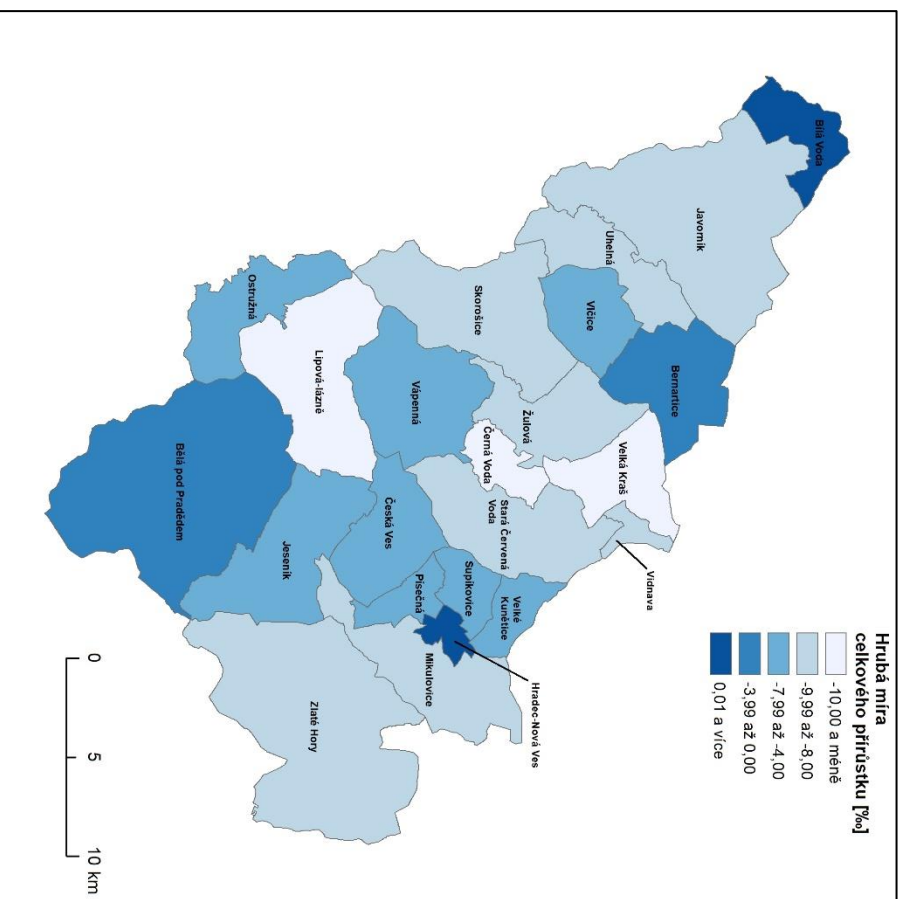 Hrubá míra
celkového přírůstku [‰]
-10,00 a méně
-9,99 až -8,00
-7,99 až -4,00
-3,99 až 0,00
0,01 a více
Bílá Voda
Javorník
Uhelná
Vlčice
Bernartice
Skorošice
Ostružná
Lipová-lázně
Vápenná
Žulová
Černá Voda
Velká Kraš
Vidnava
Stará Červená
Voda
Česká Ves
Supíkovice
Velké
Kunětice
Písečná
Hradec-Nová Ves
Mikulovice
Jeseník
Bělá pod Pradědem
Zlaté Hory
0
5
10 km